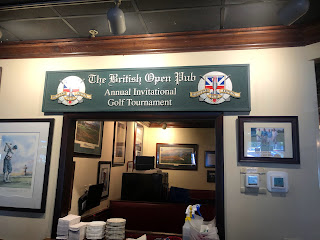 The British Open Pub
Annual Invitational
Golf Tournament